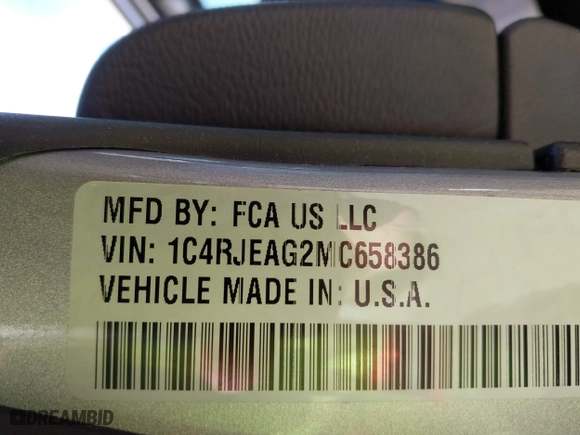 MFD BY: FCA US LLC
VIN: 1C4RJEAG2MC658386
VEHICLE MADE IN: U.S.A.
DREAMBID